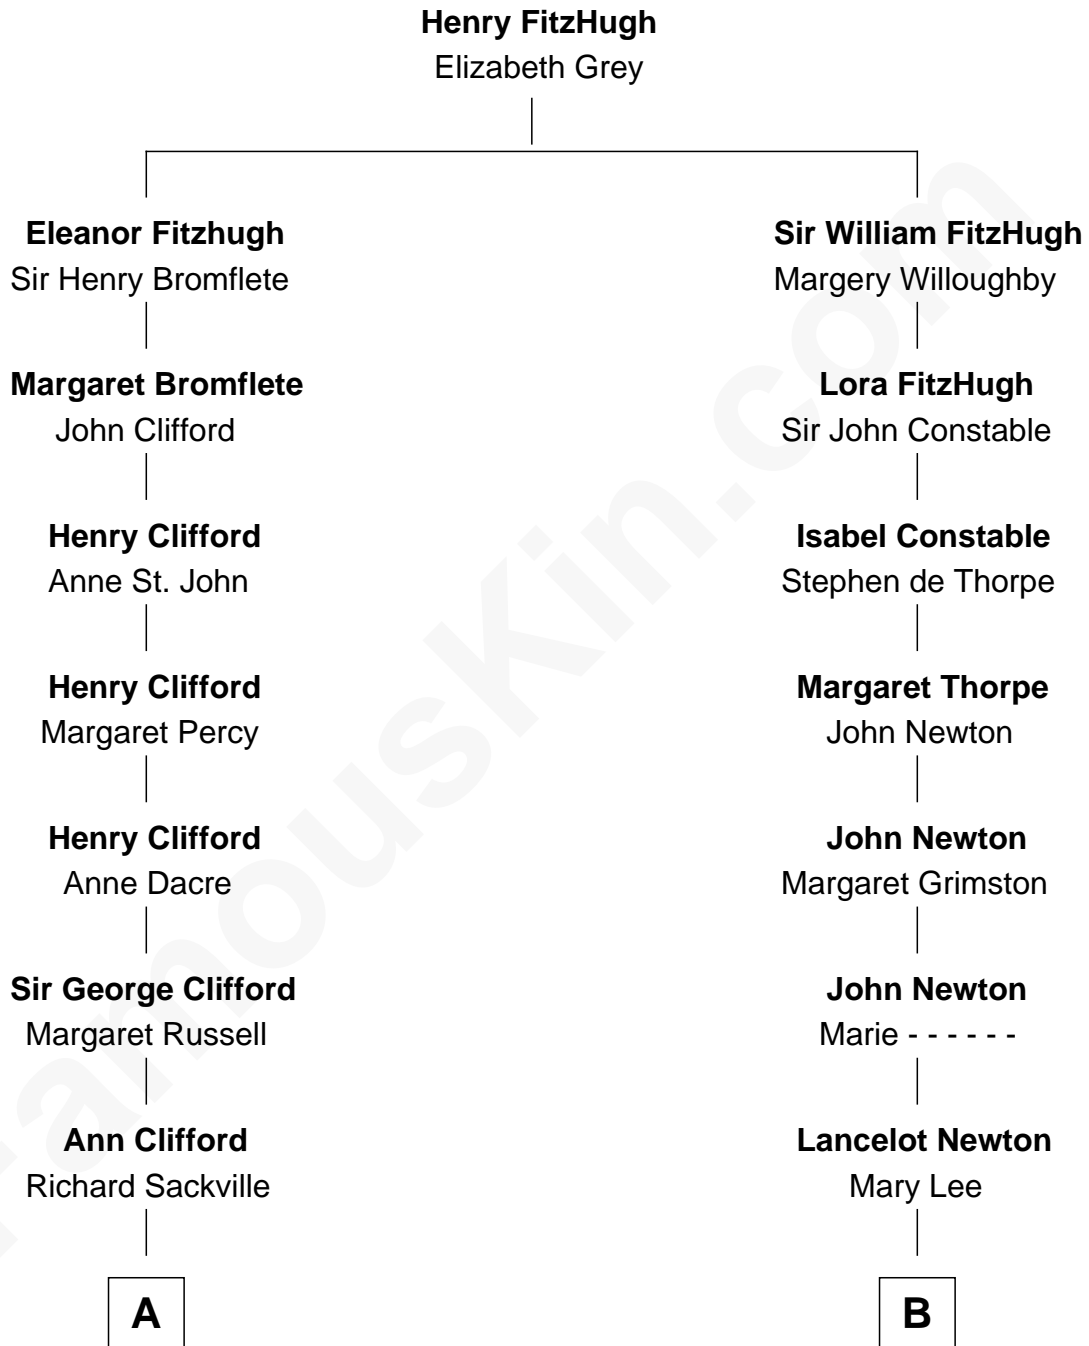 Henry FitzHugh
Elizabeth Grey
Eleanor Fitzhugh
Sir Henry Bromflete
Margaret Bromflete
John Clifford
Henry Clifford
Anne St. John
Henry Clifford
Margaret Percy
Henry Clifford
Anne Dacre
Sir George Clifford
Margaret Russell
Ann Clifford
Richard Sackville
A
Sir William FitzHugh
Margery Willoughby
Lora FitzHugh
Sir John Constable
Isabel Constable
Stephen de Thorpe
Margaret Thorpe
John Newton
John Newton
Margaret Grimston
John Newton
Marie - - - - - -
Lancelot Newton
Mary Lee
B
FamousKin.com